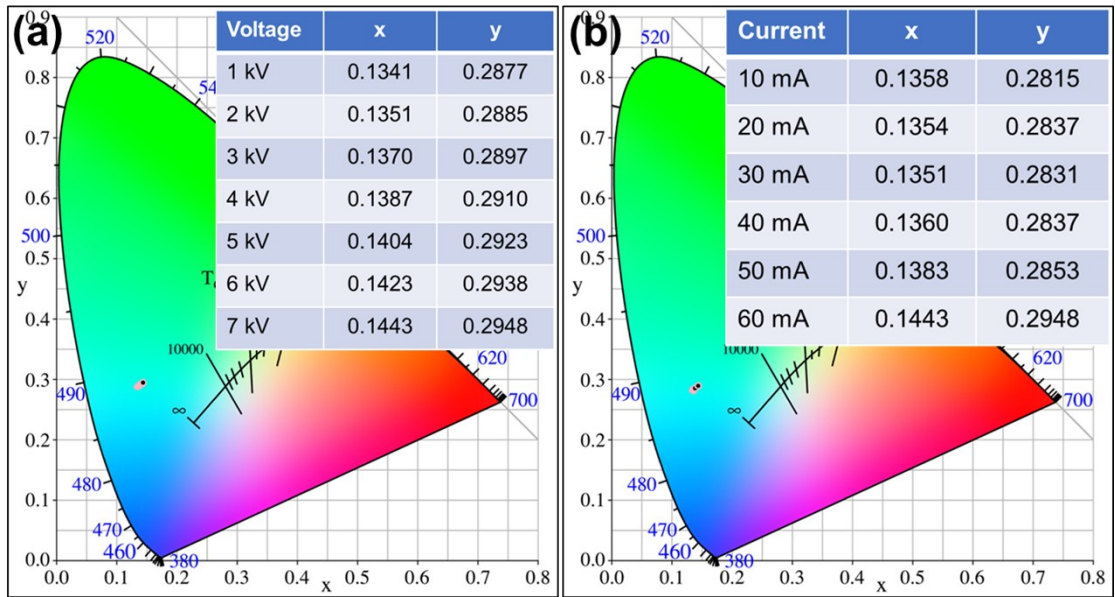 (a)
Voltage x y
1 kV 0.1341 0.2877
2 kV 0.1351 0.2885
3 kV 0.1370 0.2897
4 kV 0.1387 0.2910
5 kV 0.1404 0.2923
6 kV 0.1423 0.2938
7 kV 0.1443 0.2948
0.9
0.8
0.7
0.6
0.5
0.4
0.3
0.2
0.1
0.0
y
520
500
490
480
470
460
380
620
700
T
10000
∞
0.0 0.1 0.2 0.3 0.4 0.5 0.6 0.7 0.8
x
(b)
Current x y
10 mA 0.1358 0.2815
20 mA 0.1354 0.2837
30 mA 0.1351 0.2831
40 mA 0.1360 0.2837
50 mA 0.1383 0.2853
60 mA 0.1443 0.2948
0.9
0.8
0.7
0.6
0.5
0.4
0.3
0.2
0.1
0.0
y
520
500
490
480
470
460
380
620
700
10000
∞
0.0 0.1 0.2 0.3 0.4 0.5 0.6 0.7 0.8
x